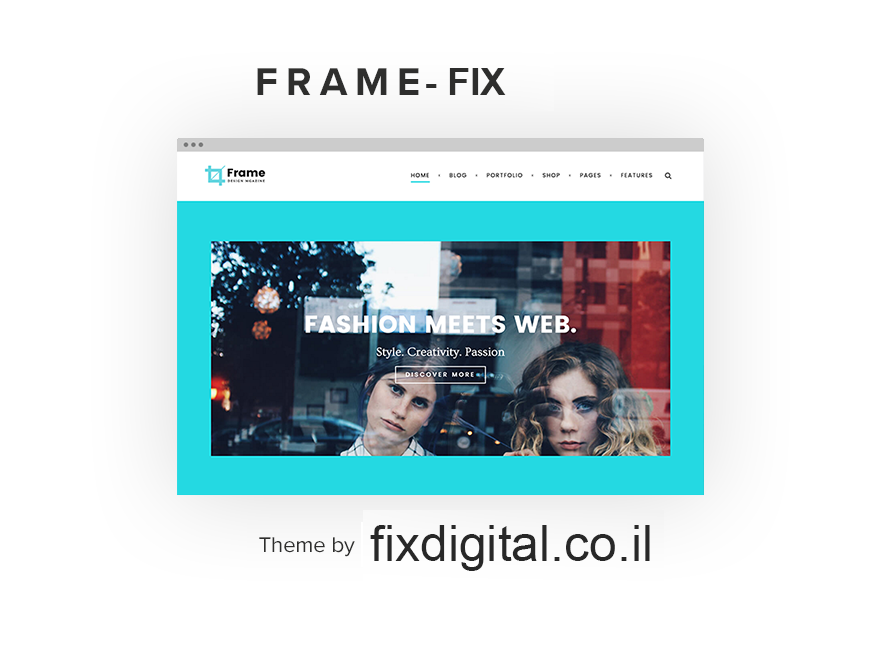 FRAME- FIX
Frame
DESIGN MGADZINE
HOME • BLOG • PORTFOLIO • SHOP • PAGES • FEATURES
FASHION MEETS WEB.
Style. Creativity. Passion
DISCOVER MORE
Theme by fixdigital.co.il